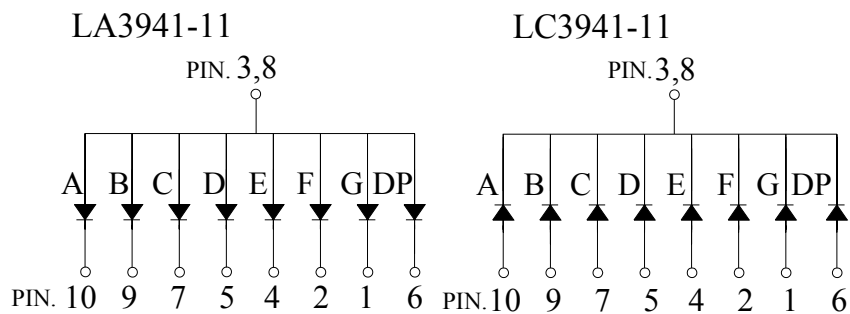 LA3941-11 LC3941-11
PIN. 3,8 PIN. 3,8
A B C D E F G DP A B C D E F G DP
PIN. 10 9 7 5 4 2 1 6 PIN. 10 9 7 5 4 2 1 6